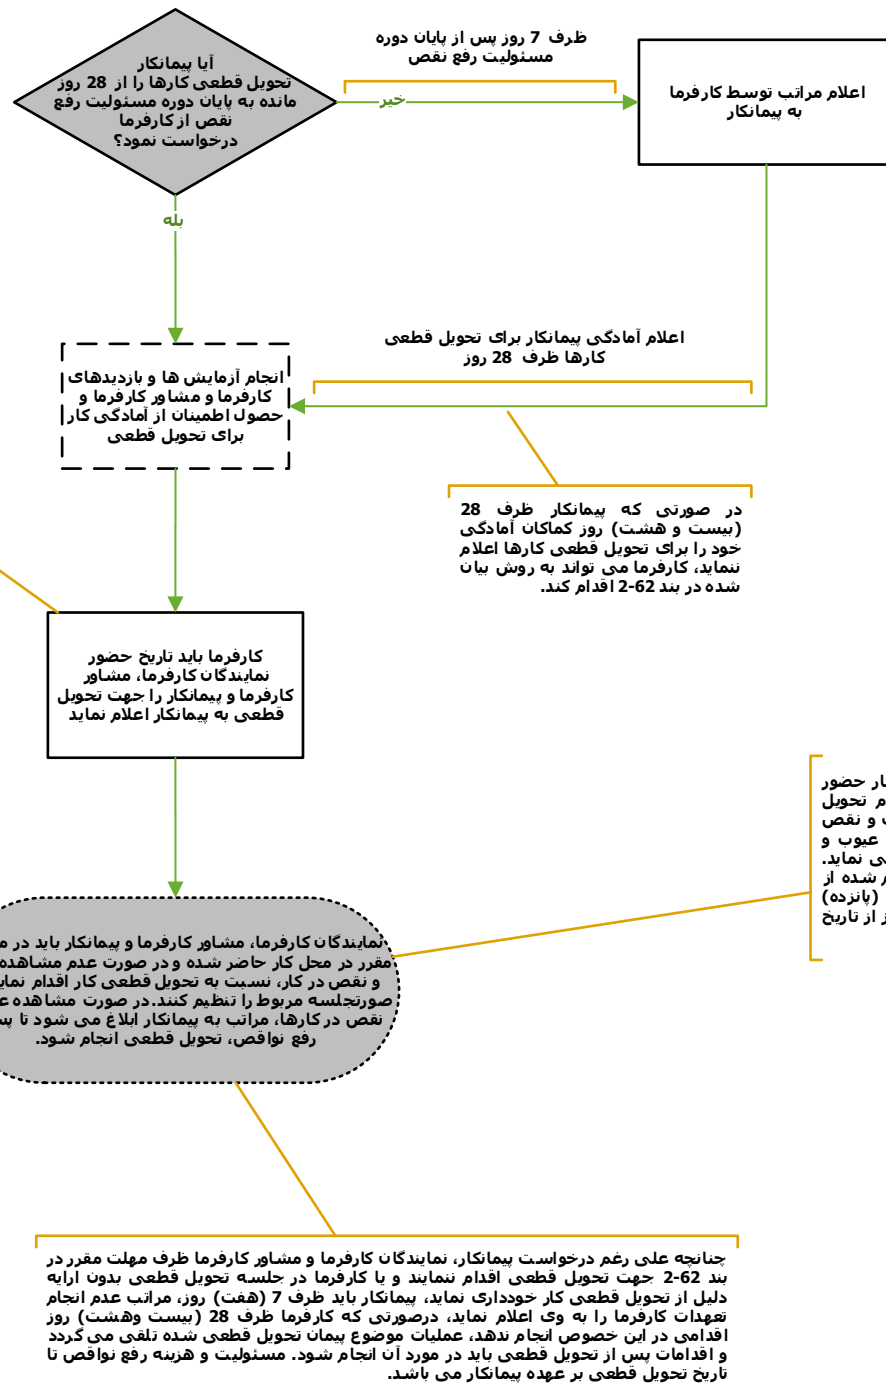 آیا پیمانکار
تحویل قطعی کارها را از 28 روز
مانده به پایان دوره مسئولیت رفع
نقص از کارفرما
درخواست نمود؟
ظرف 7 روز پس از پایان دوره
مسئولیت رفع نقص
خیر
اعلام مراتب توسط کارفرما
به پیمانکار
بله
اعلام آمادگی پیمانکار برای تحویل قطعی
کارها ظرف 28 روز
انجام آزمایش ها و بازدیدهای
کارفرما و مشاور کارفرما و
حصول اطمینان از آمادگی کار
برای تحویل قطعی
در صورتی که پیمانکار ظرف 28
(بیست و هشت) روز کماکان آمادگی
خود را برای تحویل قطعی کارها اعلام
ننماید، کارفرما می تواند به روش بیان
شده در بند 62-2 اقدام کند.
کارفرما باید تاریخ حضور
نمایندگان کارفرما، مشاور
کارفرما و پیمانکار را جهت تحویل
قطعی به پیمانکار اعلام نماید
حضور
تحویل
و نقص
عیوب و
نماید.
شده از
(پانزده)
از تاریخ
نمایندگان کارفرما، مشاور کارفرما و پیمانکار باید در
مقرر در محل کار حاضر شده و در صورت عدم مشاهده
و نقص در کار، نسبت به تحویل قطعی کار اقدام
صورتجلسه مربوط را تنظیم کنند.در صورت مشاهده
نقص در کارها، مراتب به پیمانکار ابلاغ می شود تا
رفع نواقص، تحویل قطعی انجام شود.
چنانچه علی رغم درخواست پیمانکار، نمایندگان کارفرما و مشاور کارفرما ظرف مهلت مقرر در
بند 62-2 جهت تحویل قطعی اقدام ننمایند و یا کارفرما در جلسه تحویل قطعی بدون ارایه
دلیل از تحویل قطعی کار خودداری نماید، پیمانکار باید ظرف 7 (هفت) روز، مراتب عدم انجام
تعهدات کارفرما را به وی اعلام نماید، درصورتی که کارفرما ظرف 28 (بیست وهشت) روز
اقدامی در این خصوص انجام ندهد، عملیات موضوع پیمان تحویل قطعی شده تلقی می گردد
و اقدامات پس از تحویل قطعی باید در مورد آن انجام شود. مسئولیت و هزینه رفع نواقص تا
تاریخ تحویل قطعی بر عهده پیمانکار می باشد.